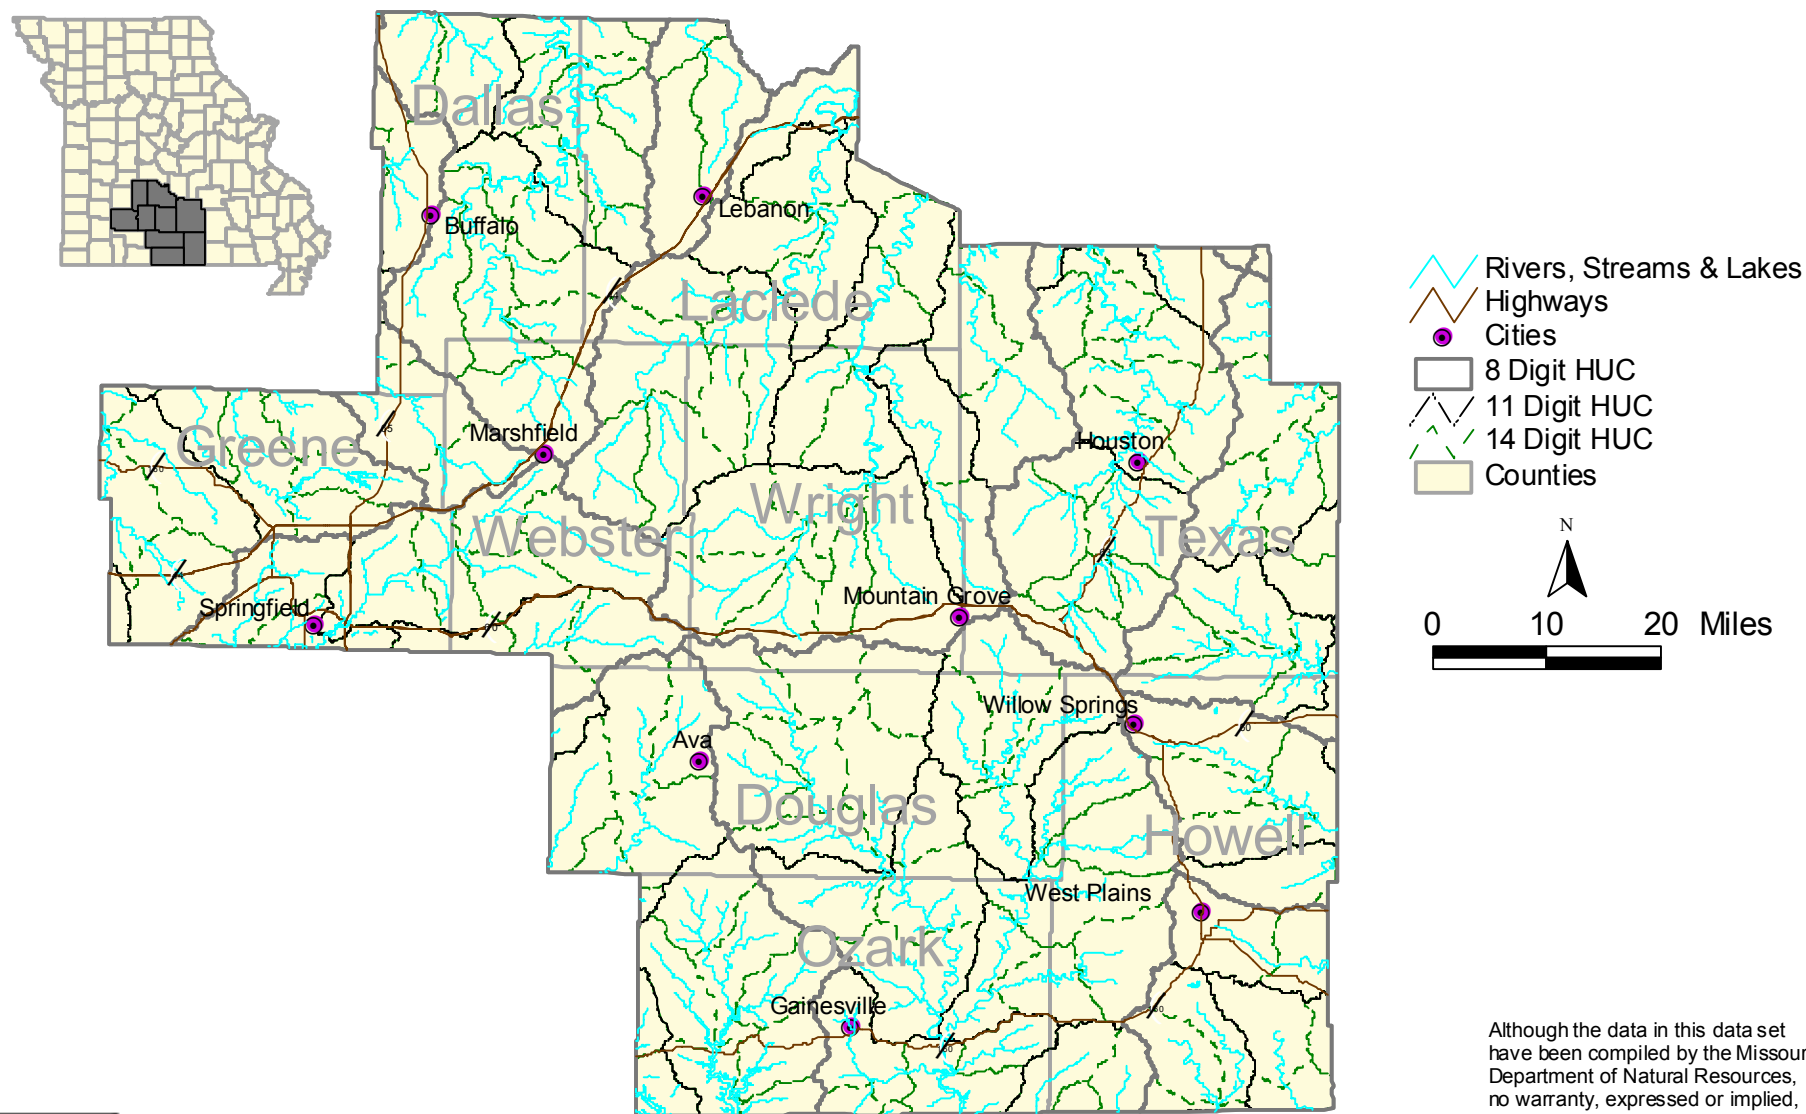 Dallas
Buffalo
Lebanon
Laclede
Greene
Marshfield
Houston
Webster
Wright
Texas
Springfield
Mountain Grove
Willow Springs
Ava
Douglas
Howell
West Plains
Ozark
Gainesville
Rivers, Streams & Lakes
Highways
Cities
8 Digit HUC
11 Digit HUC
14 Digit HUC
Counties
N
0 10 20 Miles
Although the data in this data set
have been compiled by the Missour
Department of Natural Resources,
no warranty, expressed or implied,